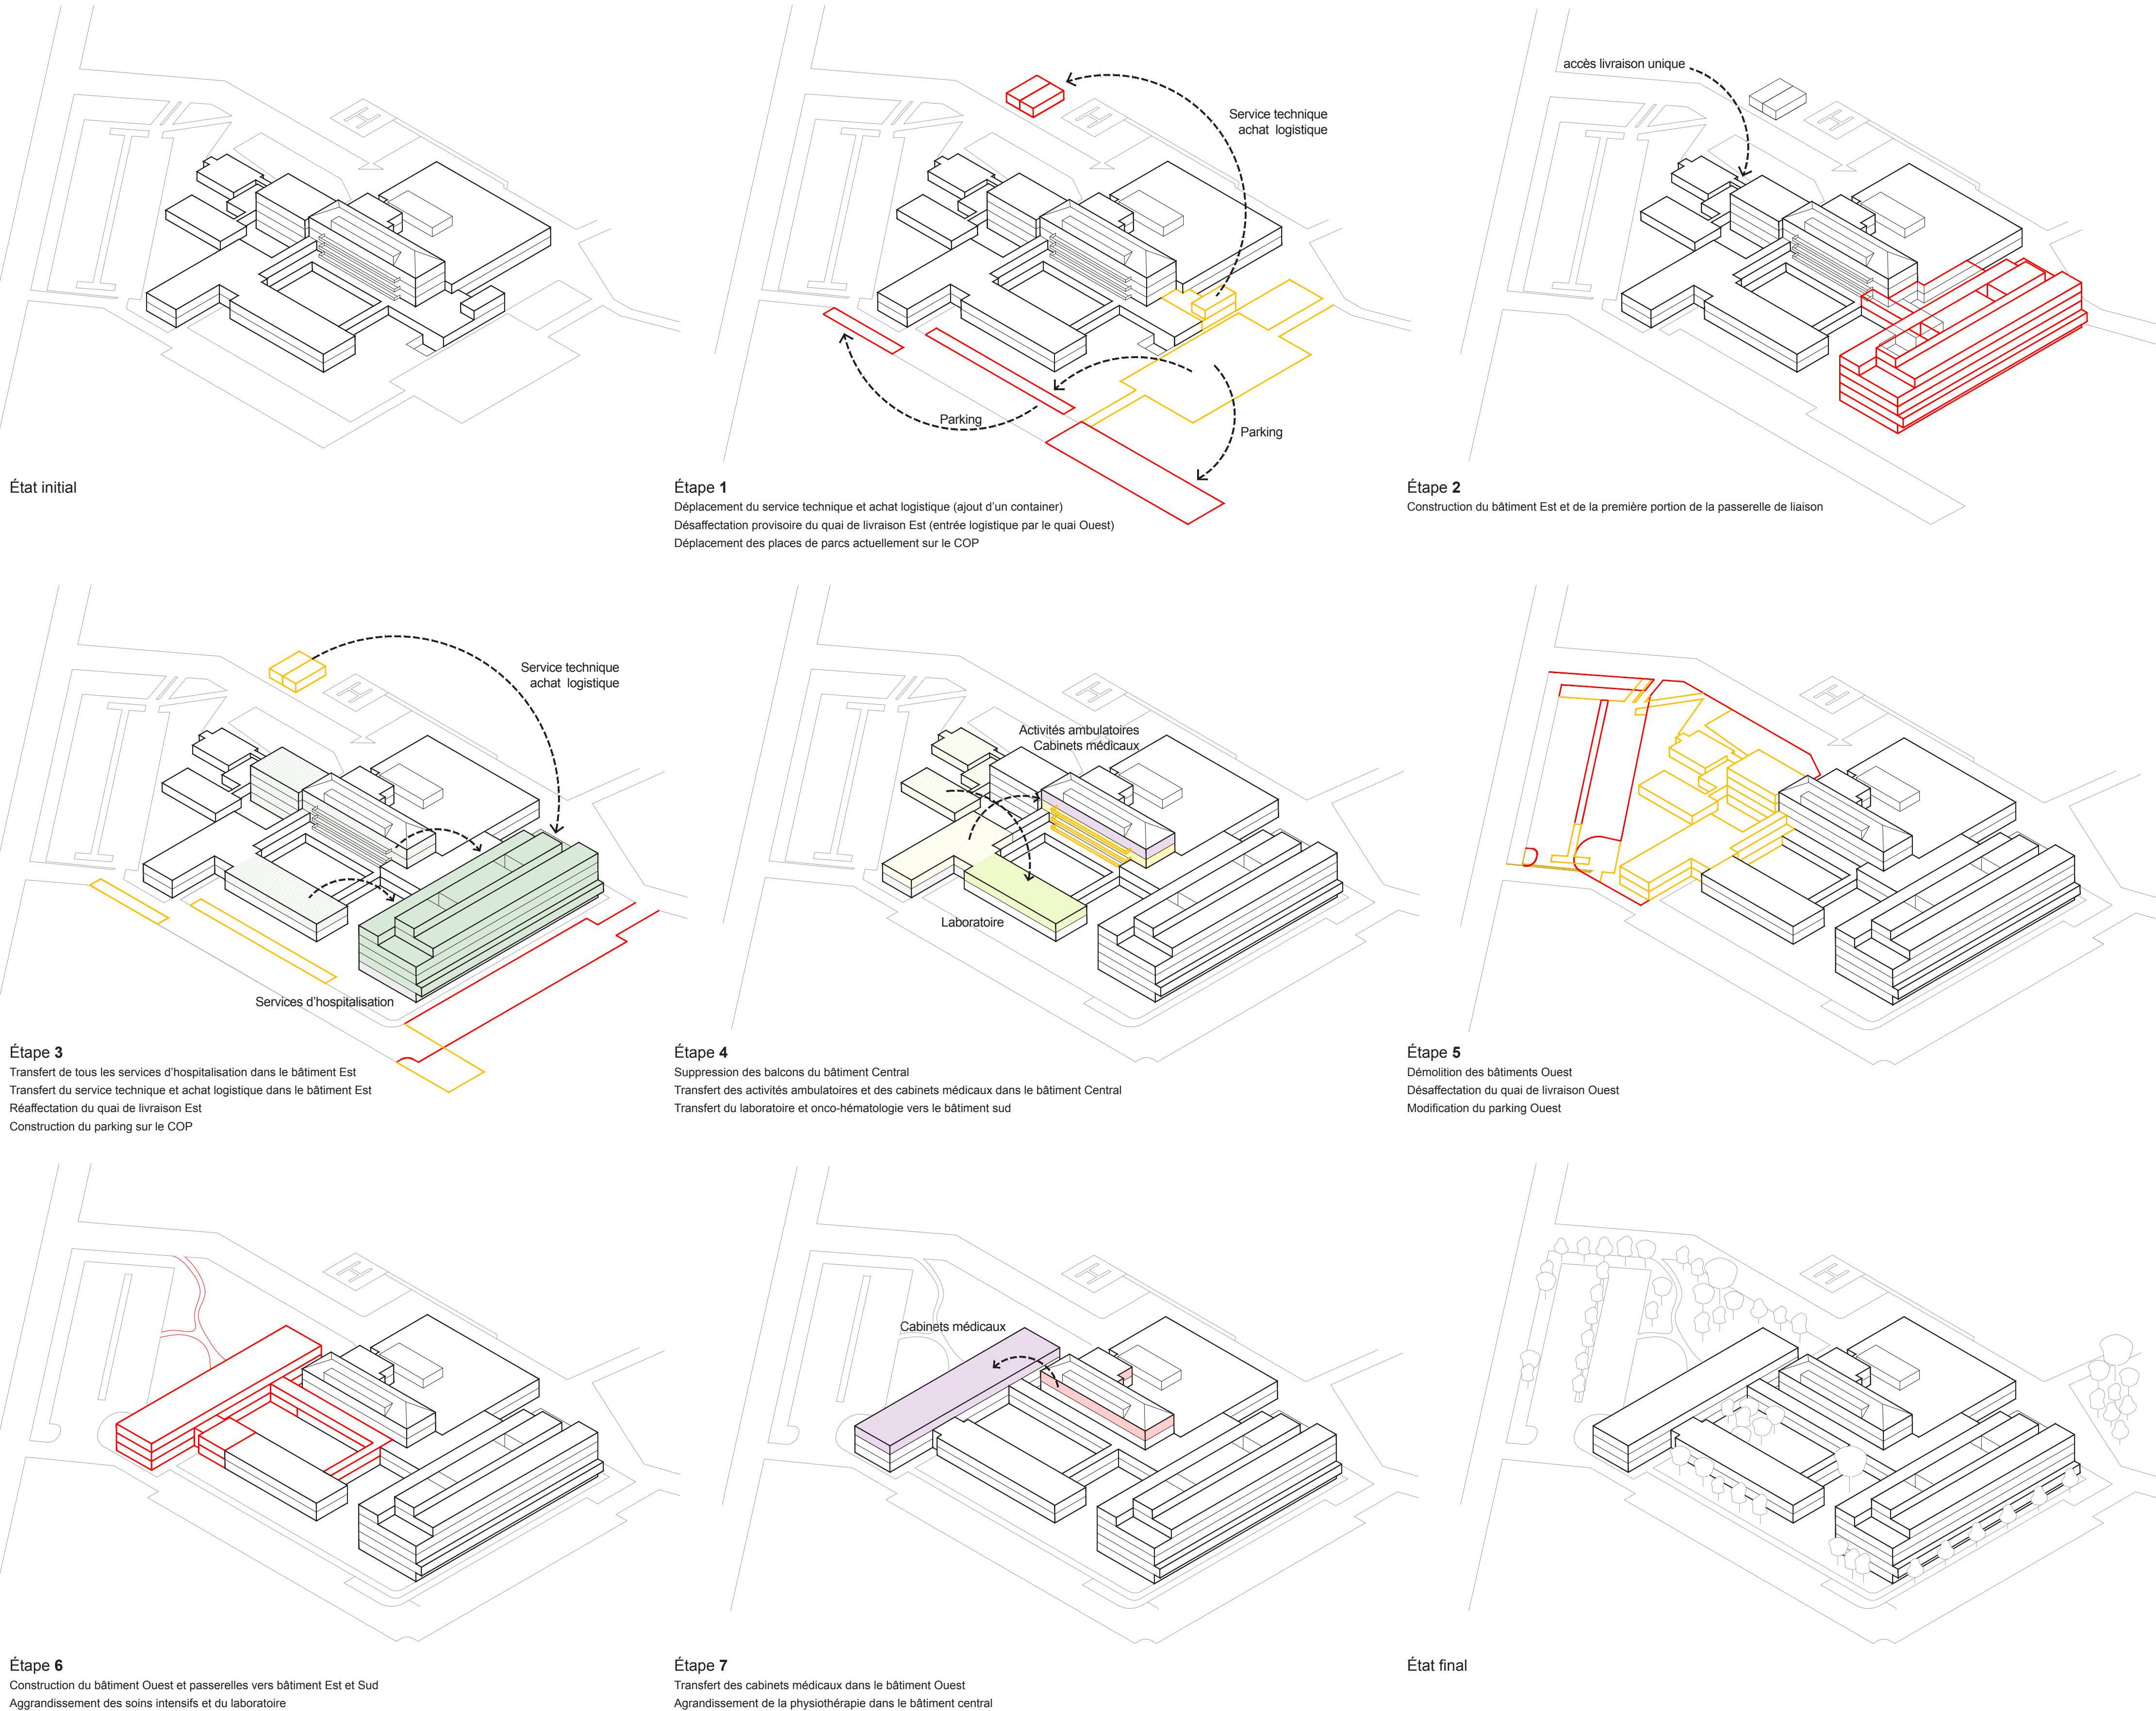 accès livraison unique
Service technique
achat  logistique
Parking
Parking
État initial
Étape 1
Déplacement du service technique et achat logistique (ajout d'un container)
Désaffectation provisoire du quai de livraison Est (entrée logistique par le quai Ouest)
Déplacement des places de parcs actuellement sur le COP
Étape 2
Construction du bâtiment Est et de la première portion de la passerelle de liaison
H
H
H
Service technique
achat  logistique
Services d'hospitalisation
Activités ambulatoires
Cabinets médicaux
Laboratoire
H
H
H
Étape 3
Transfert de tous les services d'hospitalisation dans le bâtiment Est
Transfert du service technique et achat logistique dans le bâtiment Est
Réaffectation du quai de livraison Est
Construction du parking sur le COP
Étape 4
Suppression des balcons du bâtiment Central
Transfert des activités ambulatoires et des cabinets médicaux dans le bâtiment Central
Transfert du laboratoire et onco-hématologie vers le bâtiment sud
Étape 5
Démolition des bâtiments Ouest
Désaffectation du quai de livraison Ouest
Modification du parking Ouest
H
H
H
Cabinets médicaux
Étape 6
Construction du bâtiment Ouest et passerelles vers bâtiment Est et Sud
Aggrandissement des soins intensifs et du laboratoire
Étape 7
Transfert des cabinets médicaux dans le bâtiment Ouest
Agrandissement de la physiothérapie dans le bâtiment central
État final